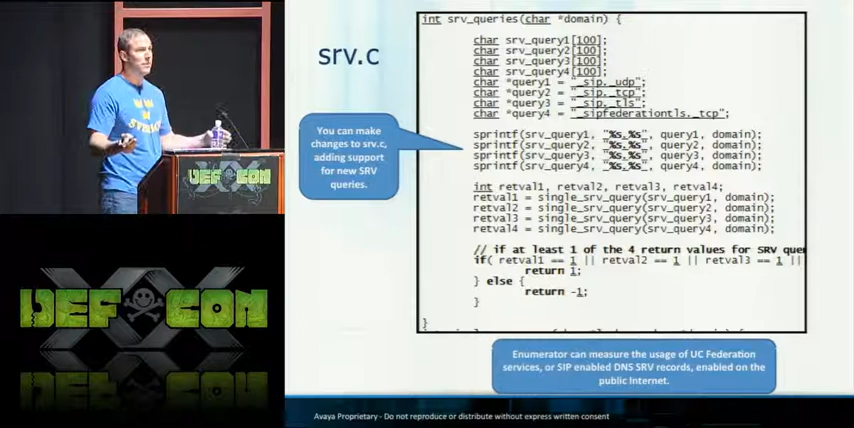 srv.c
int srv_queries(char *domain) {
char srv_query1[100];
char srv_query2[100];
char srv_query3[100];
char srv_query4[100];
char *query1 = "_sip._udp";
char *query2 = "_sip._tcp";
char *query3 = "_sip._tls";
char *query4 = "_sipfederationtls._tcp";
sprintf(srv_query1, "%s.%s", query1, domain);
sprintf(srv_query2, "%s.%s", query2, domain);
sprintf(srv_query3, "%s.%s", query3, domain);
sprintf(srv_query4, "%s.%s", query4, domain);
int retval1, retval2, retval3, retval4;
retval1 = single_srv_query(srv_query1, domain);
retval2 = single_srv_query(srv_query2, domain);
retval3 = single_srv_query(srv_query3, domain);
retval4 = single_srv_query(srv_query4, domain);
// if at least 1 of the 4 return values for SRV quer
if( retval1 == 1 || retval2 == 1 || retval3 == 1 ||
return 1;
} else {
return -1;
}
}
You can make
changes to srv.c,
adding support
for new SRV
queries.
Enumerator can measure the usage of UC Federation
services, or SIP enabled DNS SRV records, enabled on the
public Internet.
Avaya Proprietary - Do not reproduce or distribute without express written consent
DEF CON
DEF CON
XX